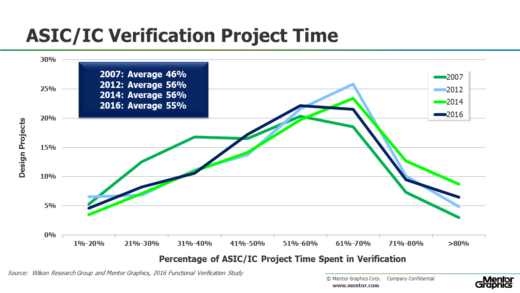 ASIC/IC Verification Project Time
30%
25%
20%
15%
10%
5%
0%
Design Projects
2007: Average 46%
2012: Average 56%
2014: Average 56%
2016: Average 55%
2007
2012
2014
2016
1%-20%
21%-30%
31%-40%
41%-50%
51%-60%
61%-70%
71%-80%
>80%
Percentage of ASIC/IC Project Time Spent in Verification
Source: Wilson Research Group and Mentor Graphics, 2016 Functional Verification Study
© Mentor Graphics Corp. Company Confidential
www.mentor.com
Mentor
Graphics